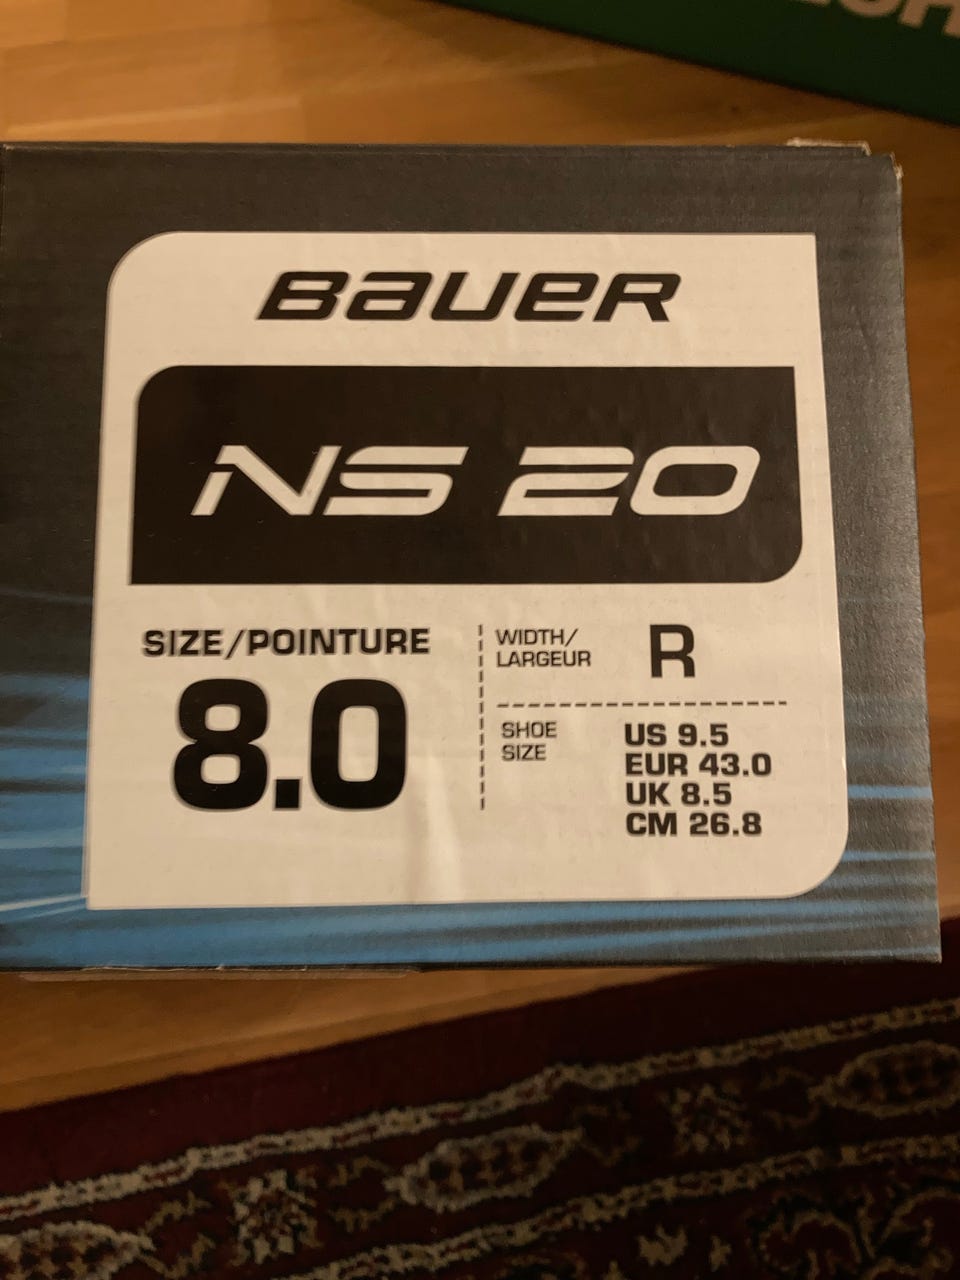 BAUER
NS 20
SIZE/POINTURE
8.0
WIDTH/
LARGEUR
R
SHOE
SIZE
US 9.5
EUR 43.0
UK 8.5
CM 26.8